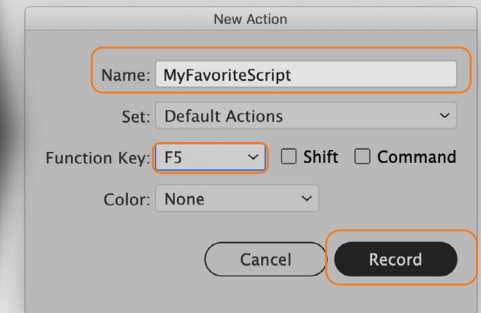 New Action
Name: MyFavoriteScript
Set: Default Actions
Function Key: F5 Shift Command
Color: None
Cancel Record